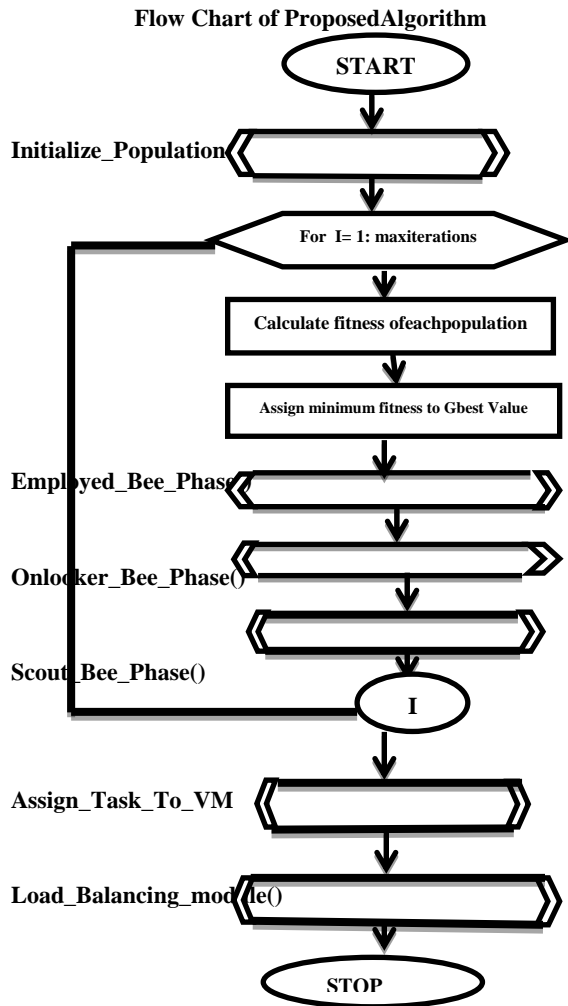 Flow Chart of ProposedAlgorithm
START
Initialize_Population
For I= 1: maxiterations
Calculate fitness ofeachpopulation
Assign minimum fitness to Gbest Value
Employed_Bee_Phase()
Onlooker_Bee_Phase()
Scout_Bee_Phase()
I
Assign_Task_To_VM
Load_Balancing_module()
STOP